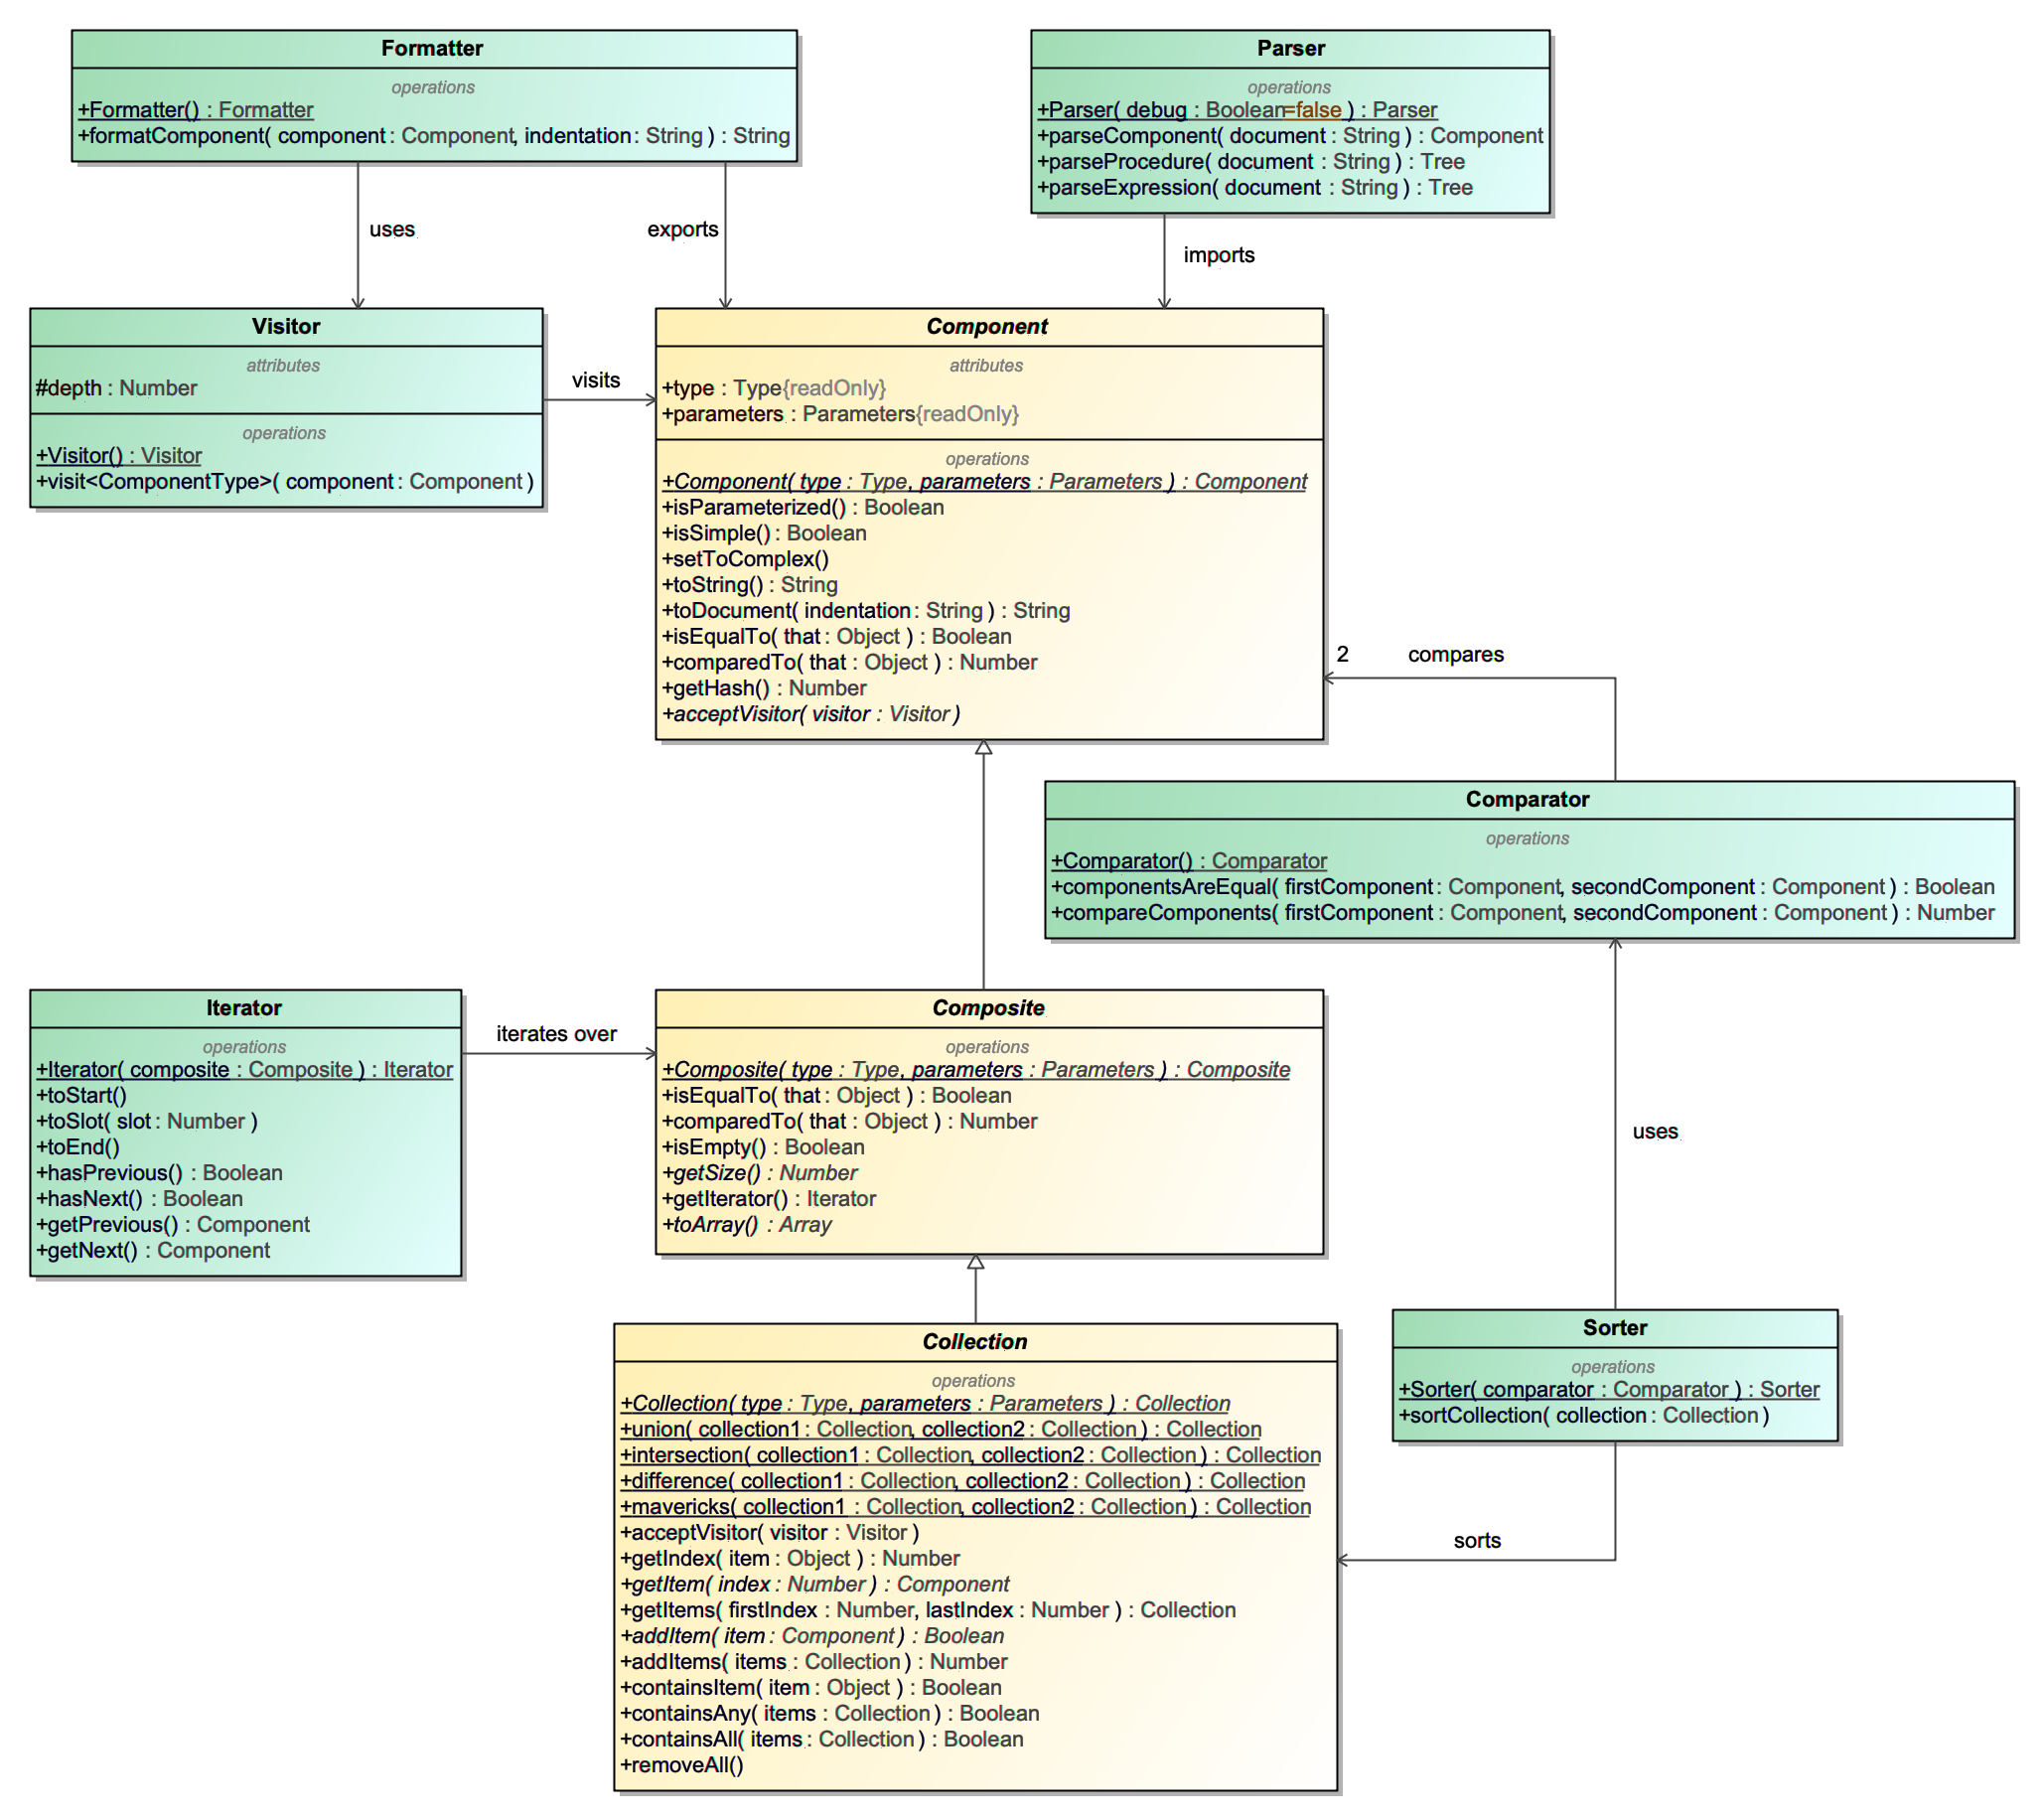 Formatter
operations
+Formatter() : Formatter
+formatComponent( component : Component, indentation : String ) : String
Parser
operations
+Parser( debug : Boolean=false ) : Parser
+parseComponent( document : String ) : Component
+parseProcedure( document : String ) : Tree
+parseExpression( document : String ) : Tree
uses
exports
imports
Visitor
attributes
#depth : Number
operations
+Visitor() : Visitor
+visit<ComponentType>( component : Component )
visits
Component
attributes
+type : Type{readOnly}
+parameters : Parameters{readOnly}
operations
+Component( type : Type, parameters : Parameters ) : Component
+isParameterized() : Boolean
+isSimple() : Boolean
+setToComplex()
+toString() : String
+toDocument( indentation : String ) : String
+isEqualTo( that : Object ) : Boolean
+comparedTo( that : Object ) : Number
+getHash() : Number
+acceptVisitor( visitor : Visitor )
2
compares
Comparator
operations
+Comparator() : Comparator
+componentsAreEqual( firstComponent : Component, secondComponent : Component ) : Boolean
+compareComponents( firstComponent : Component, secondComponent : Component ) : Number
Iterator
operations
+Iterator( composite : Composite ) : Iterator
+toStart()
+toSlot( slot : Number )
+toEnd()
+hasPrevious() : Boolean
+hasNext() : Boolean
+getPrevious() : Component
+getNext() : Component
iterates over
Composite
operations
+Composite( type : Type, parameters : Parameters ) : Composite
+isEqualTo( that : Object ) : Boolean
+comparedTo( that : Object ) : Number
+isEmpty() : Boolean
+getSize() : Number
+getIterator() : Iterator
+toArray() : Array
uses
Collection
operations
+Collection( type : Type, parameters : Parameters ) : Collection
+union( collection1 : Collection, collection2 : Collection ) : Collection
+intersection( collection1 : Collection, collection2 : Collection ) : Collection
+difference( collection1 : Collection, collection2 : Collection ) : Collection
+mavericks( collection1 : Collection, collection2 : Collection ) : Collection
+acceptVisitor( visitor : Visitor )
+getIndex( item : Object ) : Number
+getItem( index : Number ) : Component
+getItems( firstIndex : Number, lastIndex : Number ) : Collection
+addItem( item : Component ) : Boolean
+addItems( items : Collection ) : Number
+containsItem( item : Object ) : Boolean
+containsAny( items : Collection ) : Boolean
+containsAll( items : Collection ) : Boolean
+removeAll()
Sorter
operations
+Sorter( comparator : Comparator ) : Sorter
+sortCollection( collection : Collection )
sorts